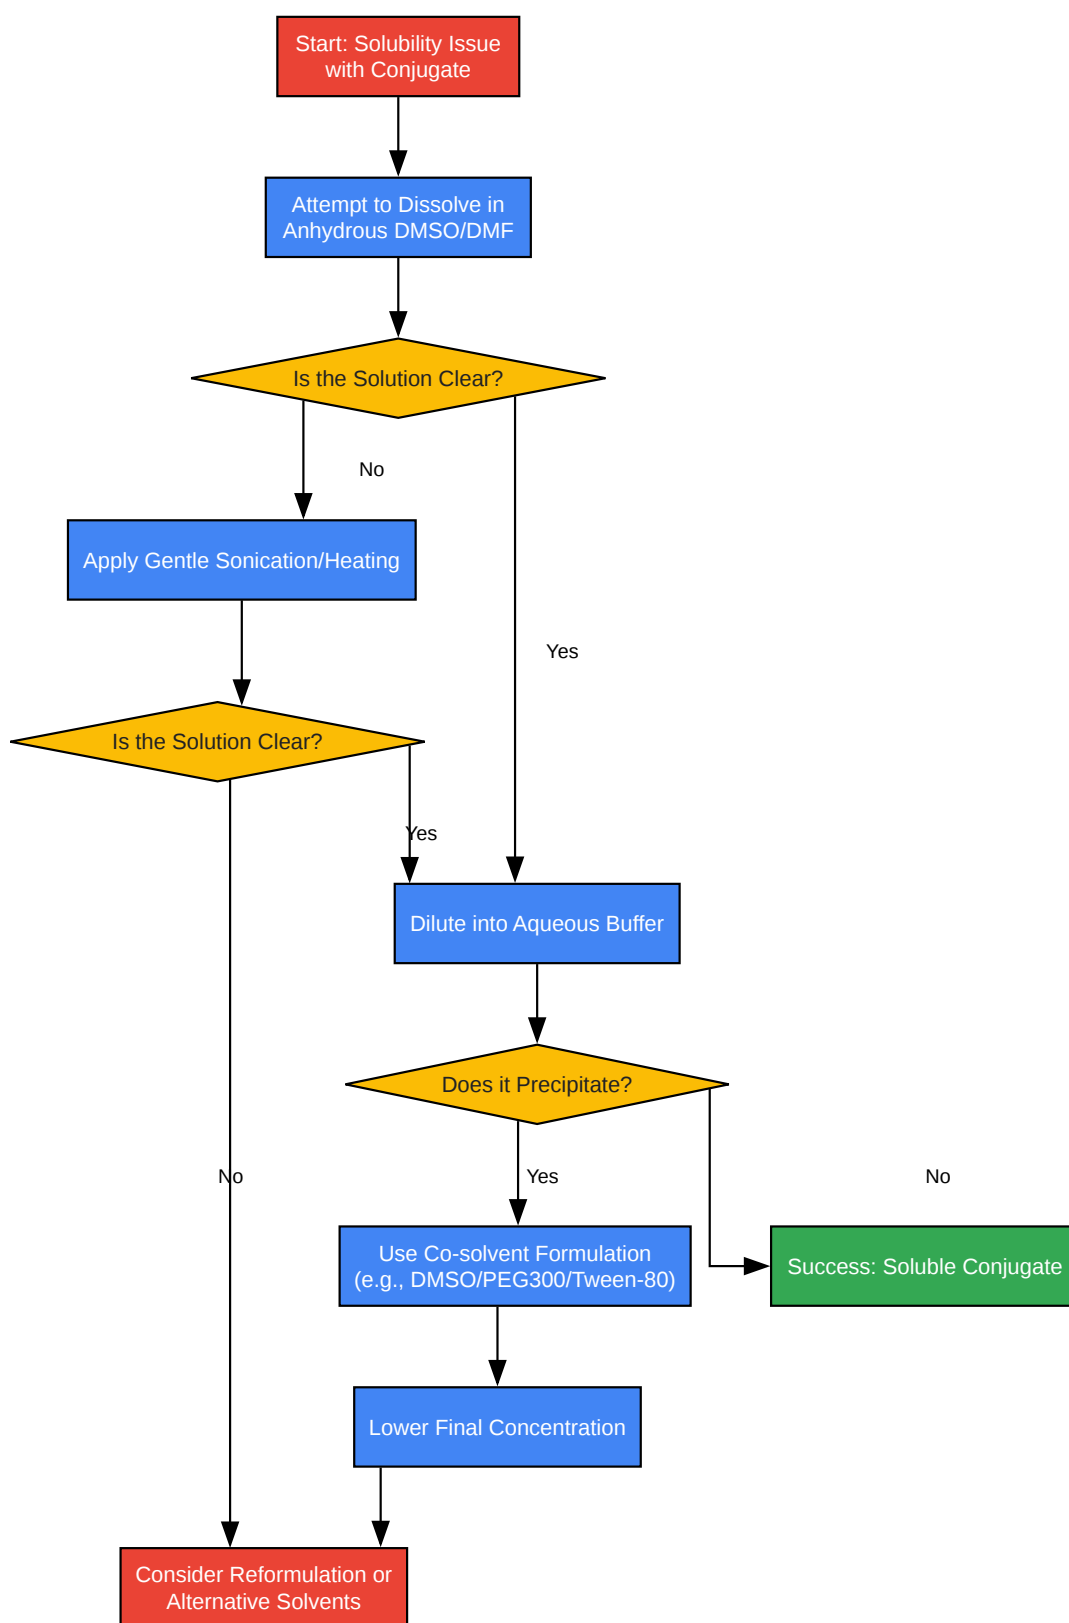 Start: Solubility Issue
with Conjugate
Attempt to Dissolve in
Anhydrous DMSO/DMF
Is the Solution Clear?
No
Apply Gentle Sonication/Heating
Yes
Is the Solution Clear?
Yes
Dilute into Aqueous Buffer
Does it Precipitate?
No
Yes
No
Use Co-solvent Formulation
(e.g., DMSO/PEG300/Tween-80)
Success: Soluble Conjugate
Lower Final Concentration
Consider Reformulation or
Alternative Solvents